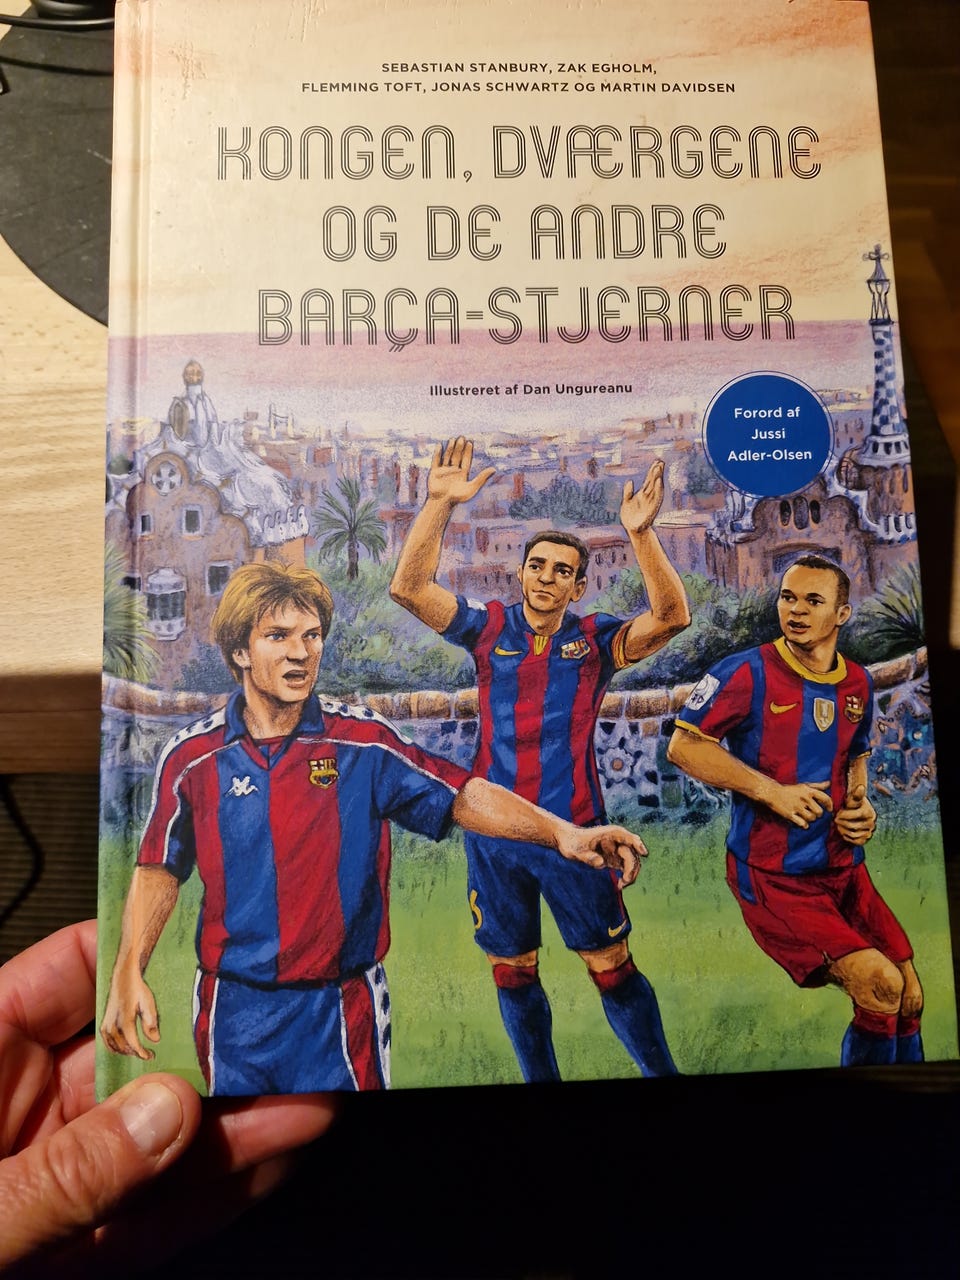 SEBASTIAN STANBURY, ZAK EGHOLM,
FLEMMING TOFT, JONAS SCHWARTZ OG MARTIN DAVIDSEN
KONGEN, DVÆRGENE
OG DE ANDRE
BARÇA-STJERNER
Illustreret af Dan Ungureanu
Forord af
Jussi
Adler-Olsen
6